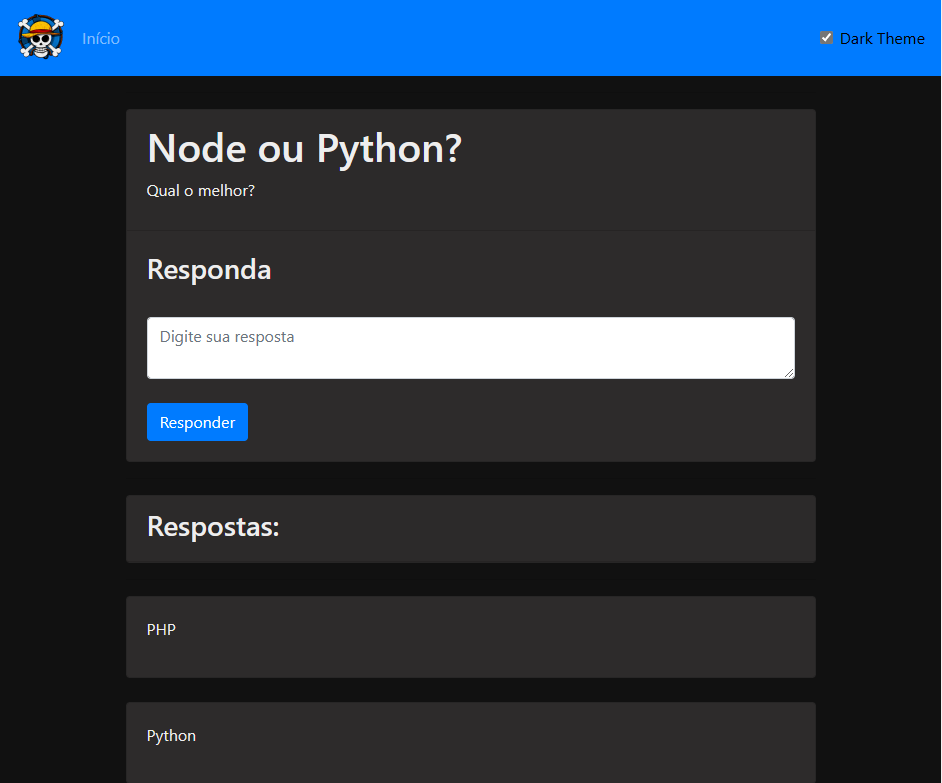 Início
Dark Theme
Node ou Python?
Qual o melhor?
Responda
Digite sua resposta
Responder
Respostas:
PHP
Python